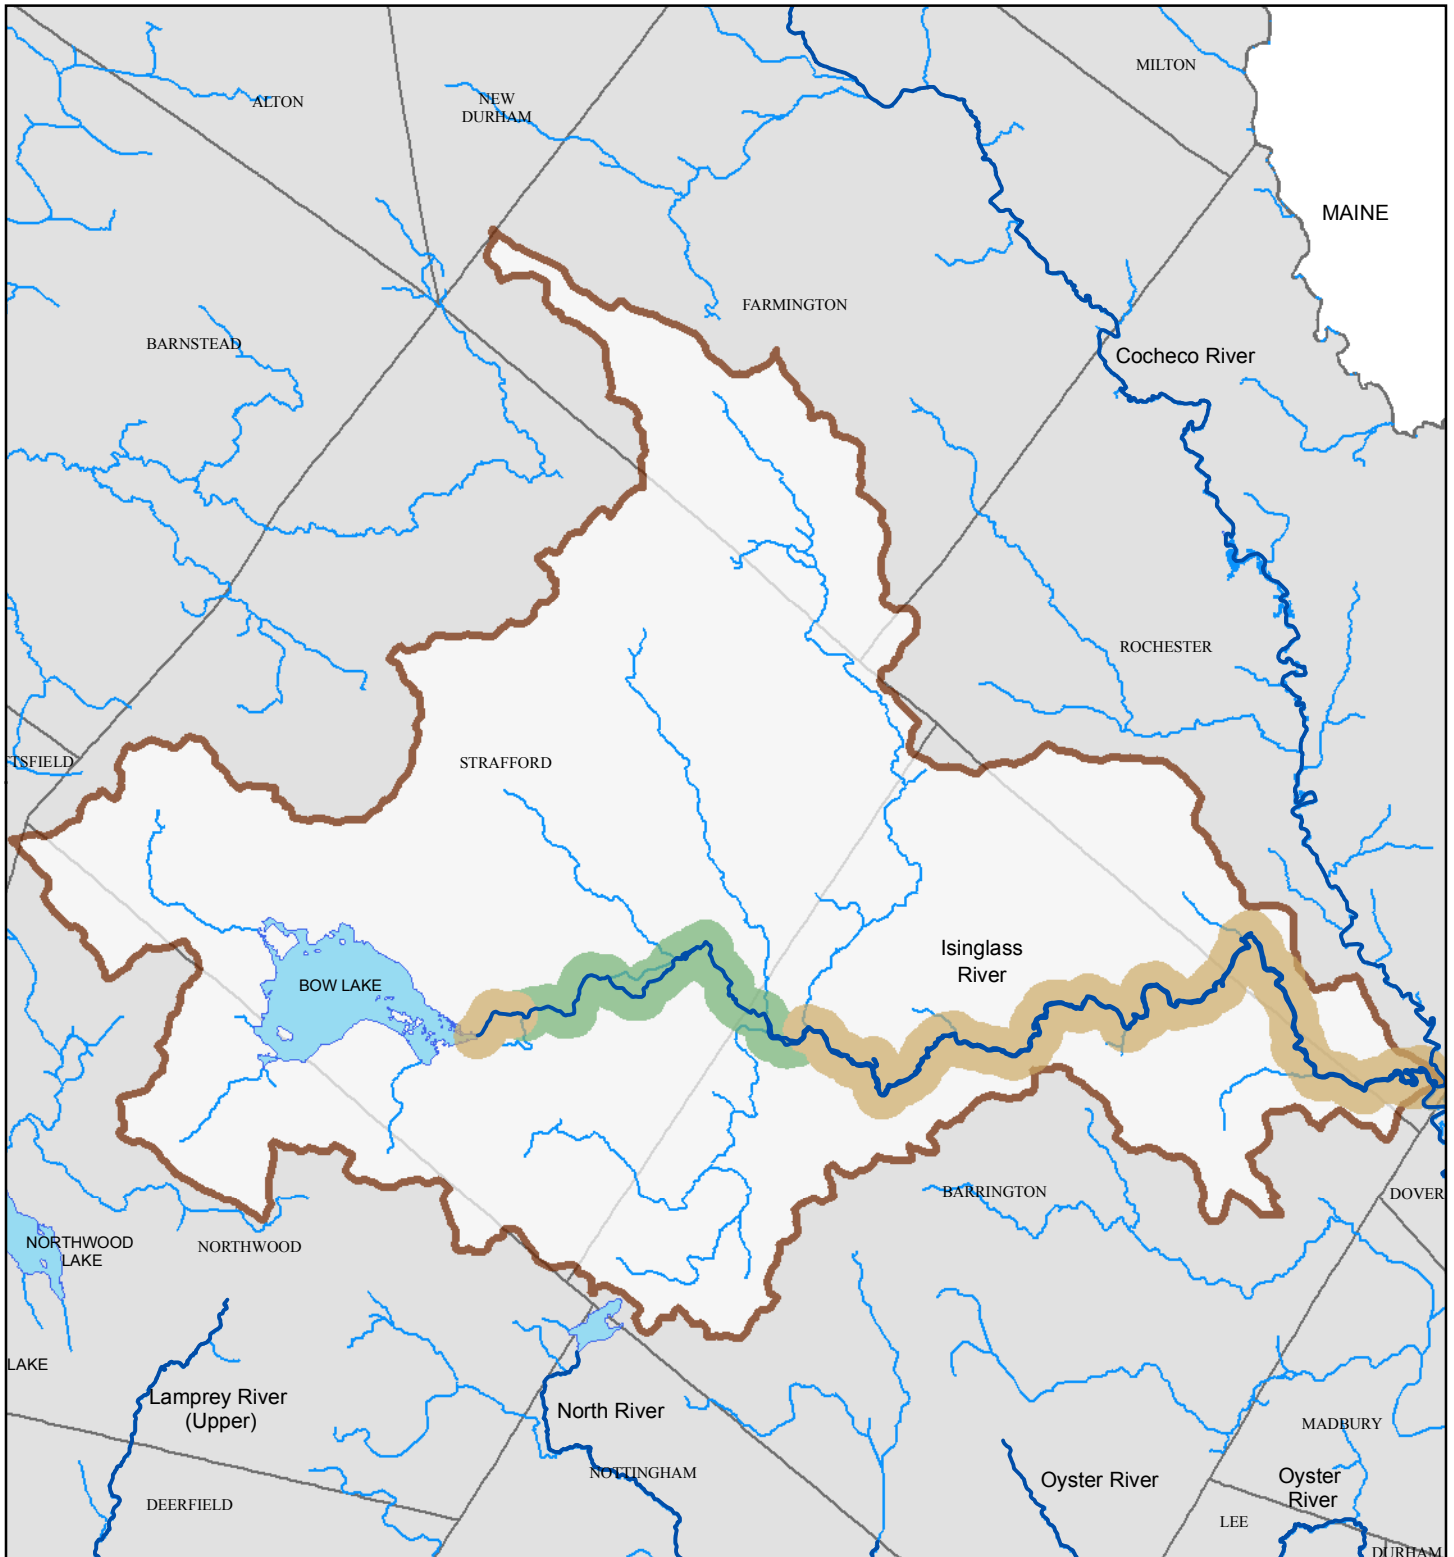 MILTON
ALTON
NEW
DURHAM
MAINE
FARMINGTON
BARNSTEAD
Cocheco River
ROCHESTER
TSFIELD
STRAFFORD
Isinglass
River
BOW LAKE
BARRINGTON
DOVER
NORTHWOOD
LAKE
NORTHWOOD
LAKE
Lamprey River
(Upper)
North River
MADBURY
NOTTINGHAM
Oyster River
Oyster
River
DEERFIELD
LEE
DURHAM